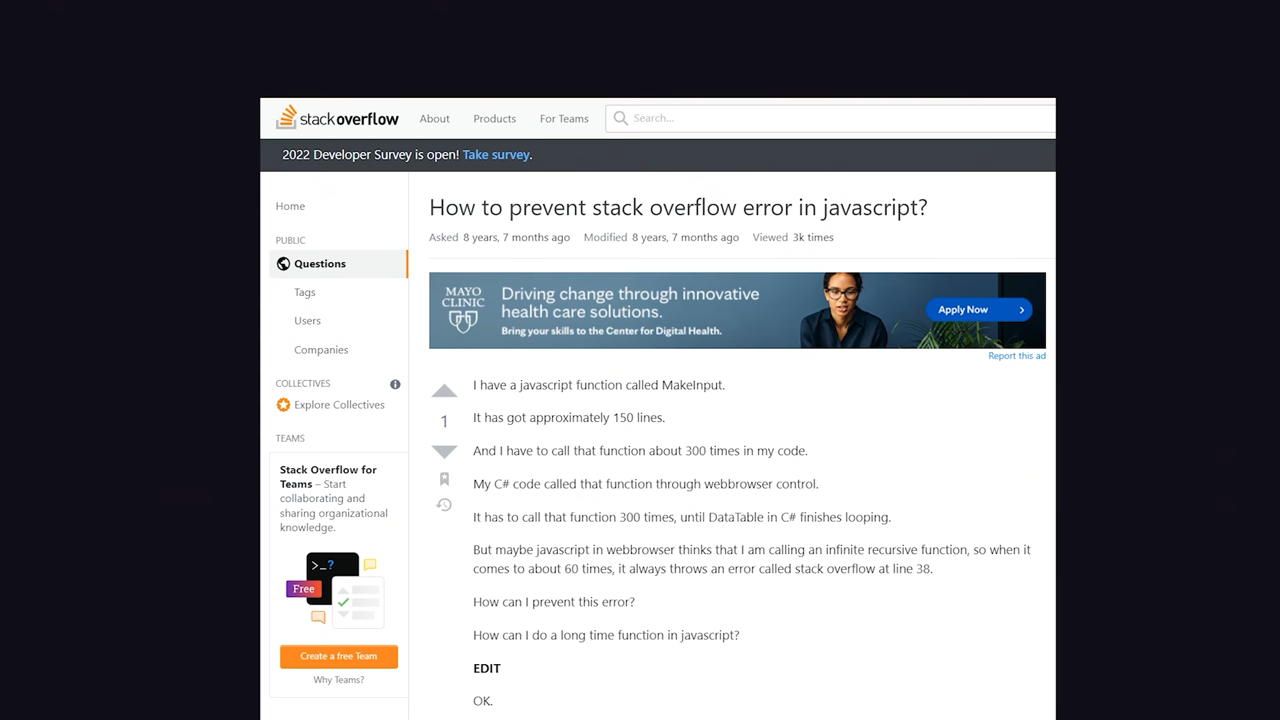 stackoverflow About Products For Teams Search...
2022 Developer Survey is open! Take survey.
Home
PUBLIC
Questions
Tags
Users
Companies
COLLECTIVES
Explore Collectives
TEAMS
Stack Overflow for
Teams – Start
collaborating and
sharing organizational
knowledge.
>_?
Free
Create a free Team
Why Teams?
How to prevent stack overflow error in javascript?
Asked 8 years, 7 months ago Modified 8 years, 7 months ago Viewed 3k times
MAYO
CLINIC
Driving change through innovative
health care solutions.
Bring your skills to the Center for Digital Health.
Apply Now
Report this ad
1
I have a javascript function called MakeInput.
It has got approximately 150 lines.
And I have to call that function about 300 times in my code.
My C# code called that function through webbrowser control.
It has to call that function 300 times, until DataTable in C# finishes looping.
But maybe javascript in webbrowser thinks that I am calling an infinite recursive function, so when it
comes to about 60 times, it always throws an error called stack overflow at line 38.
How can I prevent this error?
How can I do a long time function in javascript?
EDIT
OK.